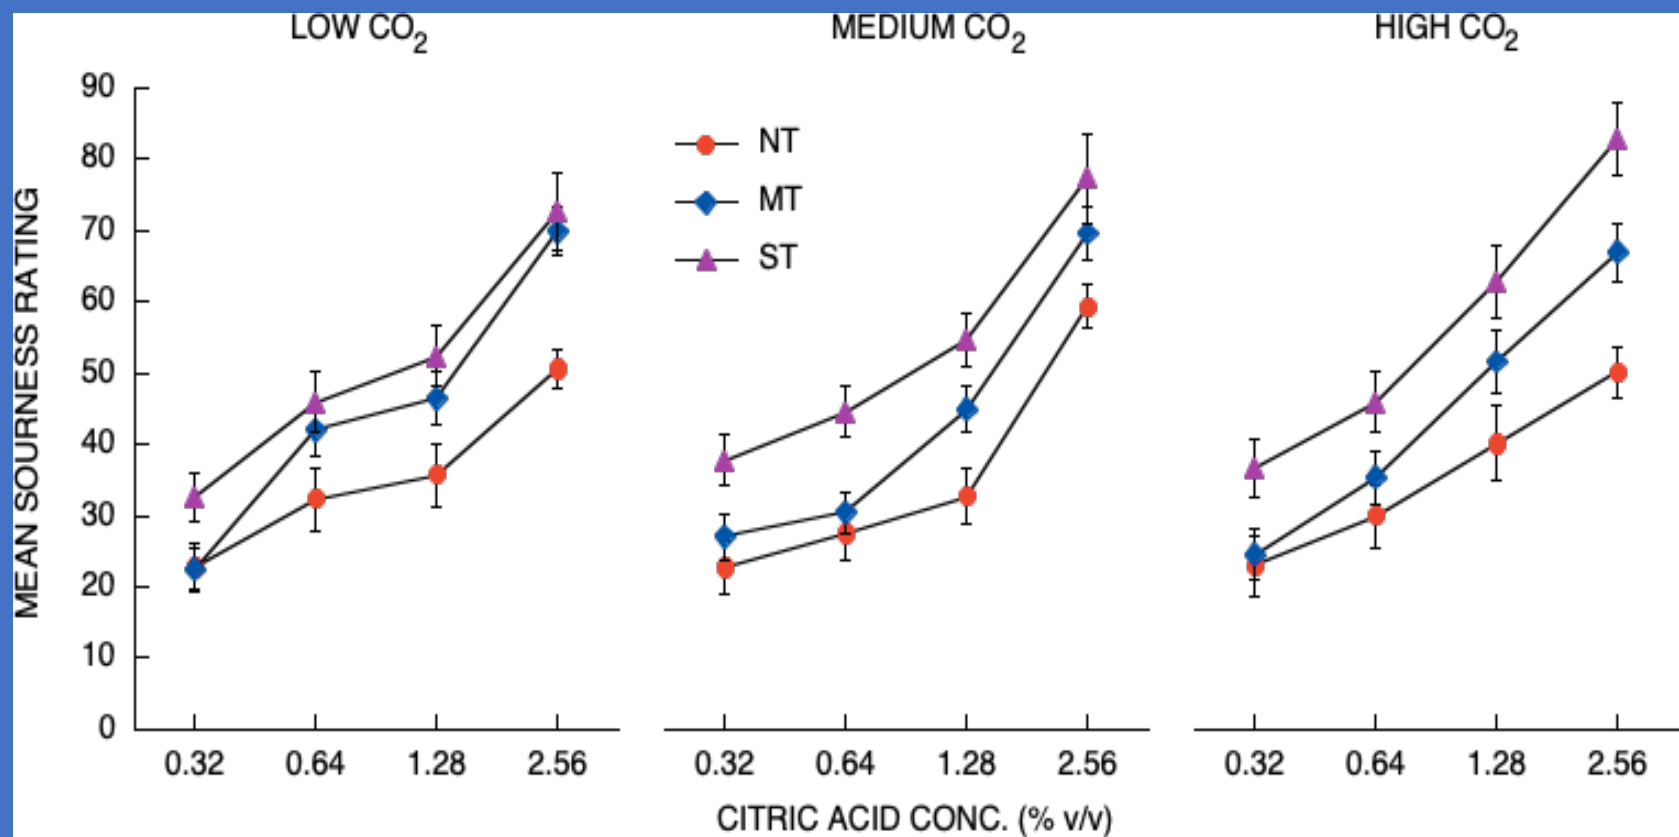 LOW CO2
MEDIUM CO2
HIGH CO2
MEAN SOURNESS RATING
90
80
70
60
50
40
30
20
10
0
NT
MT
ST
0.32 0.64 1.28 2.56
0.32 0.64 1.28 2.56
0.32 0.64 1.28 2.56
CITRIC ACID CONC. (% v/v)